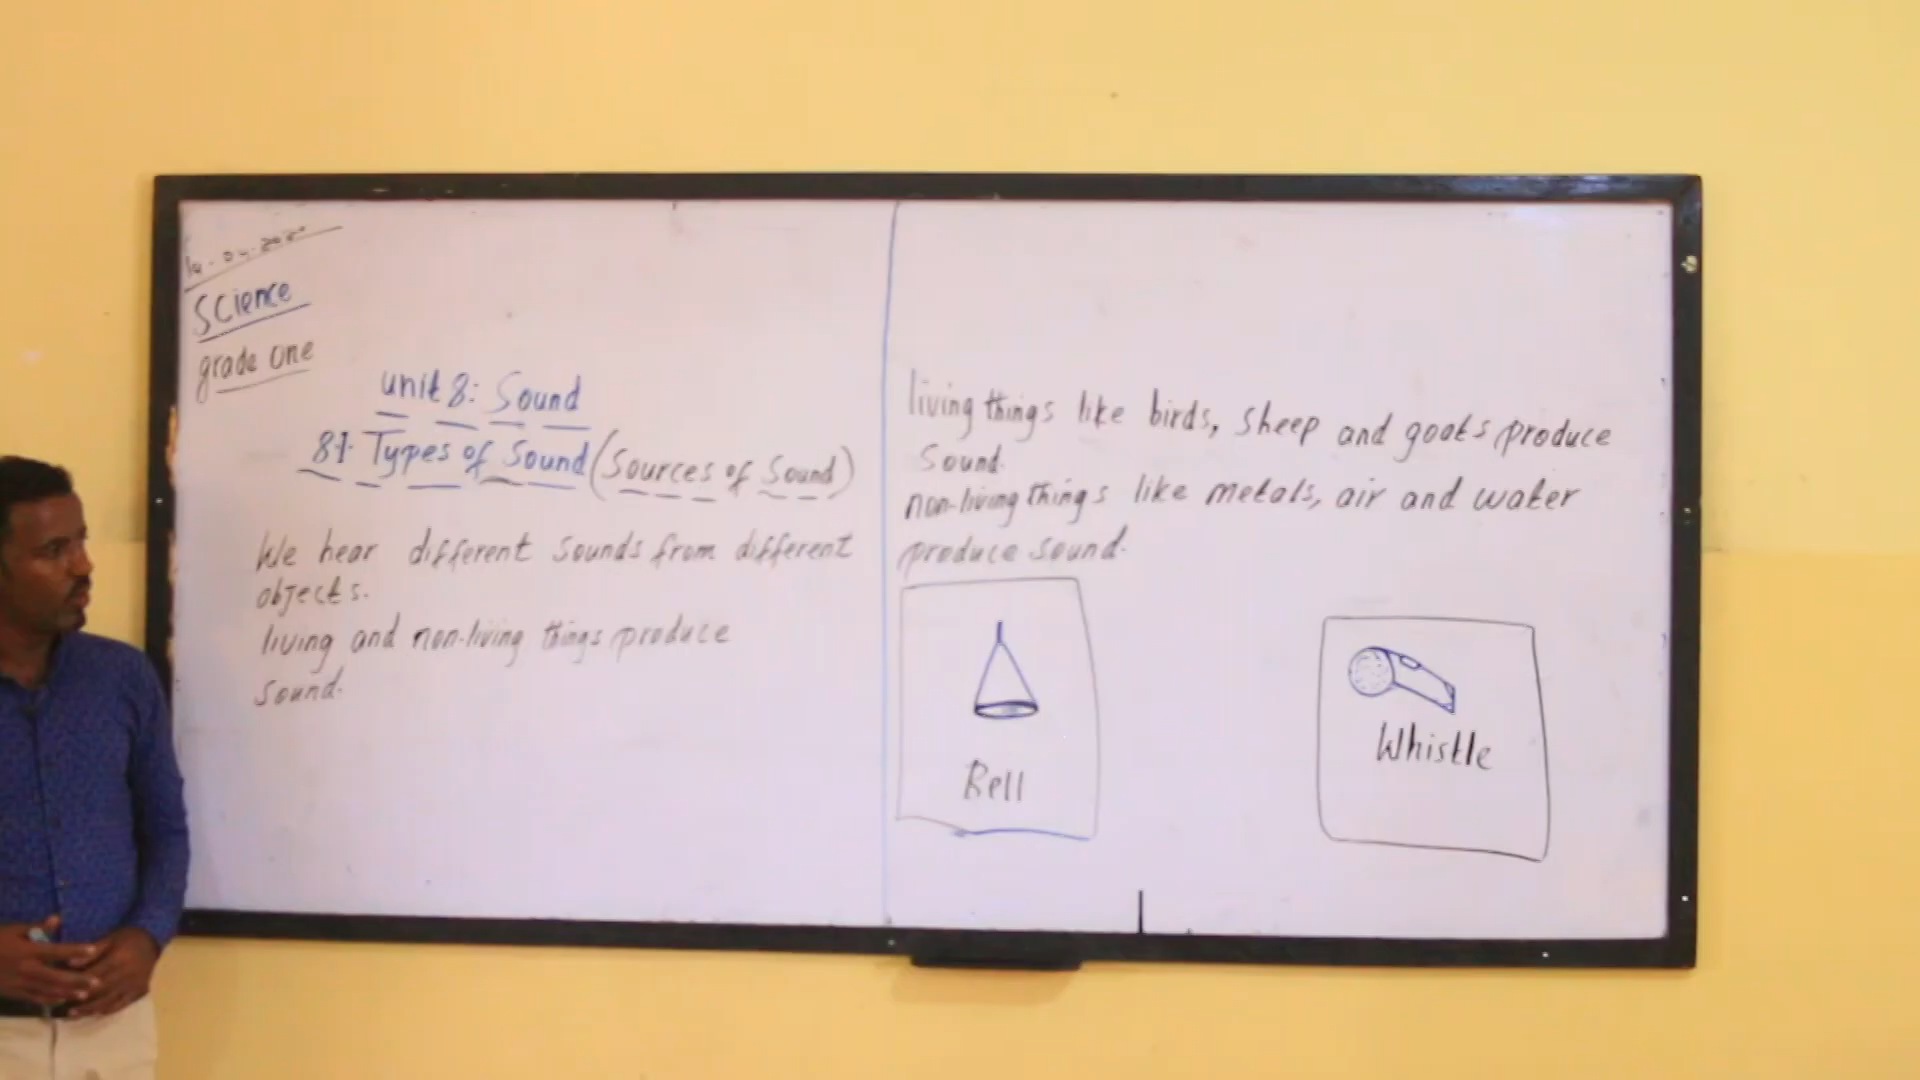 Science
grade one
unit 8: Sound
8.1. Types of Sound (Sources of Sound)
We hear different sounds from different
objects.
living and non-living things produce
sound.
living things like birds, sheep and goats produce
Sound.
non-living things like metals, air and water
produce sound.
Bell
Whistle